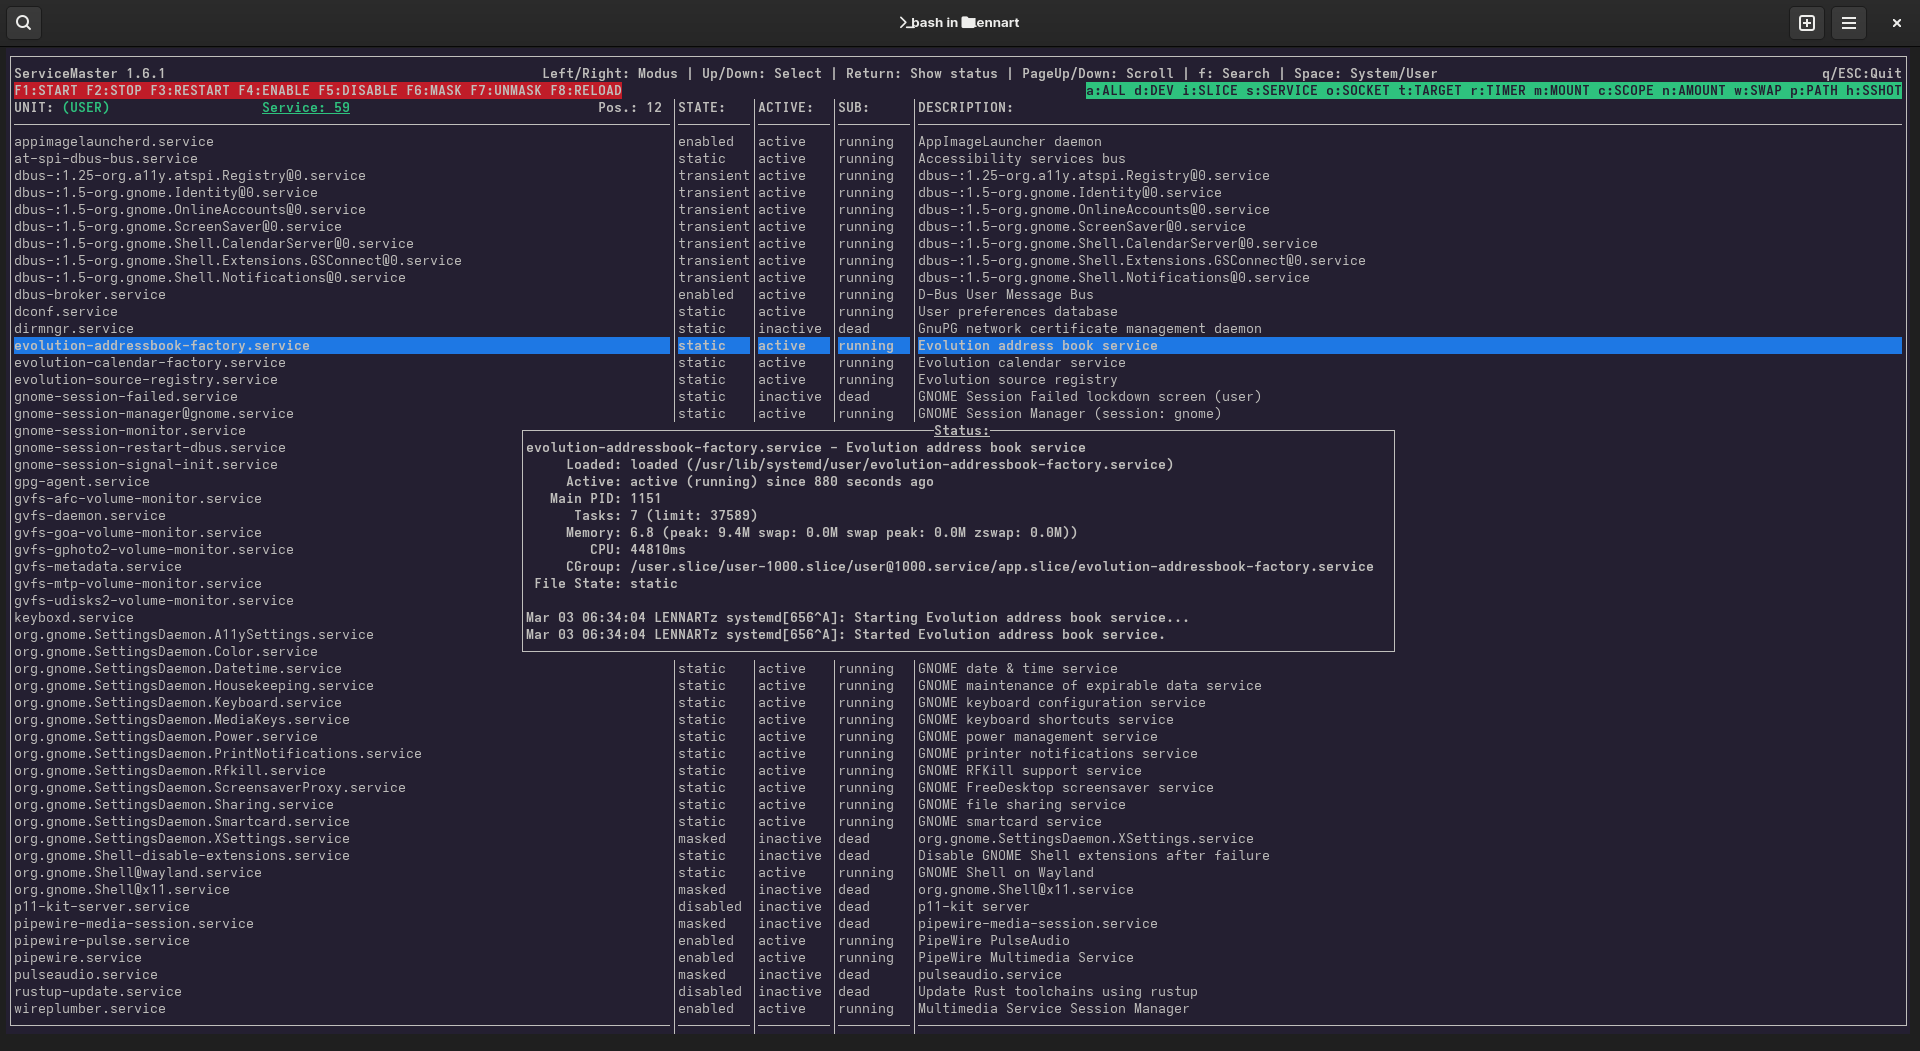 bash in lennart
ServiceMaster 1.6.1 Left/Right: Modus | Up/Down: Select | Return: Show status | PageUp/Down: Scroll | f: Search | Space: System/User q/ESC:Quit
F1:START F2:STOP F3:RESTART F4:ENABLE F5:DISABLE F6:MASK F7:UNMASK F8:RELOAD a:ALL d:DEV i:SLICE s:SERVICE o:SOCKET t:TARGET r:TIMER m:MOUNT c:SCOPE n:AMOUNT w:SWAP p:PATH h:SSHOT
UNIT: (USER) Service: 59 Pos.: 12 STATE: ACTIVE: SUB: DESCRIPTION:
appimagelauncherd.service enabled active running AppImageLauncher daemon
at-spi-dbus-bus.service static active running Accessibility services bus
dbus-:1.25-org.a11y.atspi.Registry@0.service transient active running dbus-:1.25-org.a11y.atspi.Registry@0.service
dbus-:1.5-org.gnome.Identity@0.service transient active running dbus-:1.5-org.gnome.Identity@0.service
dbus-:1.5-org.gnome.OnlineAccounts@0.service transient active running dbus-:1.5-org.gnome.OnlineAccounts@0.service
dbus-:1.5-org.gnome.ScreenSaver@0.service transient active running dbus-:1.5-org.gnome.ScreenSaver@0.service
dbus-:1.5-org.gnome.Shell.CalendarServer@0.service transient active running dbus-:1.5-org.gnome.Shell.CalendarServer@0.service
dbus-:1.5-org.gnome.Shell.Extensions.GSConnect@0.service transient active running dbus-:1.5-org.gnome.Shell.Extensions.GSConnect@0.service
dbus-:1.5-org.gnome.Shell.Notifications@0.service transient active running dbus-:1.5-org.gnome.Shell.Notifications@0.service
dbus-broker.service enabled active running D-Bus User Message Bus
dconf.service static active running User preferences database
dirmngr.service static inactive dead GnuPG network certificate management daemon
evolution-addressbook-factory.service static active running Evolution address book service
evolution-calendar-factory.service static active running Evolution calendar service
evolution-source-registry.service static active running Evolution source registry
gnome-session-failed.service static inactive dead GNOME Session Failed lockdown screen (user)
gnome-session-manager@gnome.service static active running GNOME Session Manager (session: gnome)
gnome-session-monitor.service Status:
gnome-session-restart-dbus.service evolution-addressbook-factory.service - Evolution address book service
gnome-session-signal-init.service Loaded: loaded (/usr/lib/systemd/user/evolution-addressbook-factory.service)
gpg-agent.service Active: active (running) since 880 seconds ago
gvfs-afc-volume-monitor.service Main PID: 1151
gvfs-daemon.service Tasks: 7 (limit: 37589)
gvfs-goa-volume-monitor.service Memory: 6.8 (peak: 9.4M swap: 0.0M swap peak: 0.0M zswap: 0.0M))
gvfs-gphoto2-volume-monitor.service CPU: 44810ms
gvfs-metadata.service CGroup: /user.slice/user-1000.slice/user@1000.service/app.slice/evolution-addressbook-factory.service
gvfs-mtp-volume-monitor.service File State: static
gvfs-udisks2-volume-monitor.service
keyboxd.service Mar 03 06:34:04 LENNARTz systemd[656^A]: Starting Evolution address book service...
org.gnome.SettingsDaemon.A11ySettings.service Mar 03 06:34:04 LENNARTz systemd[656^A]: Started Evolution address book service.
org.gnome.SettingsDaemon.Color.service
org.gnome.SettingsDaemon.Datetime.service static active running GNOME date & time service
org.gnome.SettingsDaemon.Housekeeping.service static active running GNOME maintenance of expirable data service
org.gnome.SettingsDaemon.Keyboard.service static active running GNOME keyboard configuration service
org.gnome.SettingsDaemon.MediaKeys.service static active running GNOME keyboard shortcuts service
org.gnome.SettingsDaemon.Power.service static active running GNOME power management service
org.gnome.SettingsDaemon.PrintNotifications.service static active running GNOME printer notifications service
org.gnome.SettingsDaemon.Rfkill.service static active running GNOME RFKill support service
org.gnome.SettingsDaemon.ScreensaverProxy.service static active running GNOME FreeDesktop screensaver service
org.gnome.SettingsDaemon.Sharing.service static active running GNOME file sharing service
org.gnome.SettingsDaemon.Smartcard.service static active running GNOME smartcard service
org.gnome.SettingsDaemon.XSettings.service masked inactive dead org.gnome.SettingsDaemon.XSettings.service
org.gnome.Shell-disable-extensions.service static inactive dead Disable GNOME Shell extensions after failure
org.gnome.Shell@wayland.service static active running GNOME Shell on Wayland
org.gnome.Shell@x11.service masked inactive dead org.gnome.Shell@x11.service
p11-kit-server.service disabled inactive dead p11-kit server
pipewire-media-session.service masked inactive dead pipewire-media-session.service
pipewire-pulse.service enabled active running PipeWire PulseAudio
pipewire.service enabled active running PipeWire Multimedia Service
pulseaudio.service masked inactive dead pulseaudio.service
rustup-update.service disabled inactive dead Update Rust toolchains using rustup
wireplumber.service enabled active running Multimedia Service Session Manager